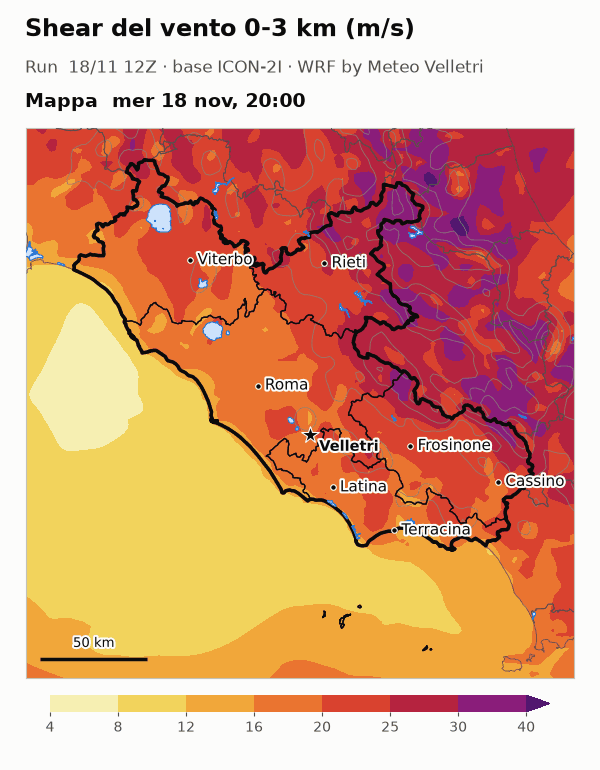 Shear del vento 0-3 km (m/s)
Run  18/11 12Z · base ICON-2I · WRF by Meteo Velletri
Mappa  mer 18 nov, 20:00
Viterbo
Rieti
Roma
Velletri
Frosinone
Latina
Cassino
Terracina
50 km
4 8 12 16 20 25 30 40